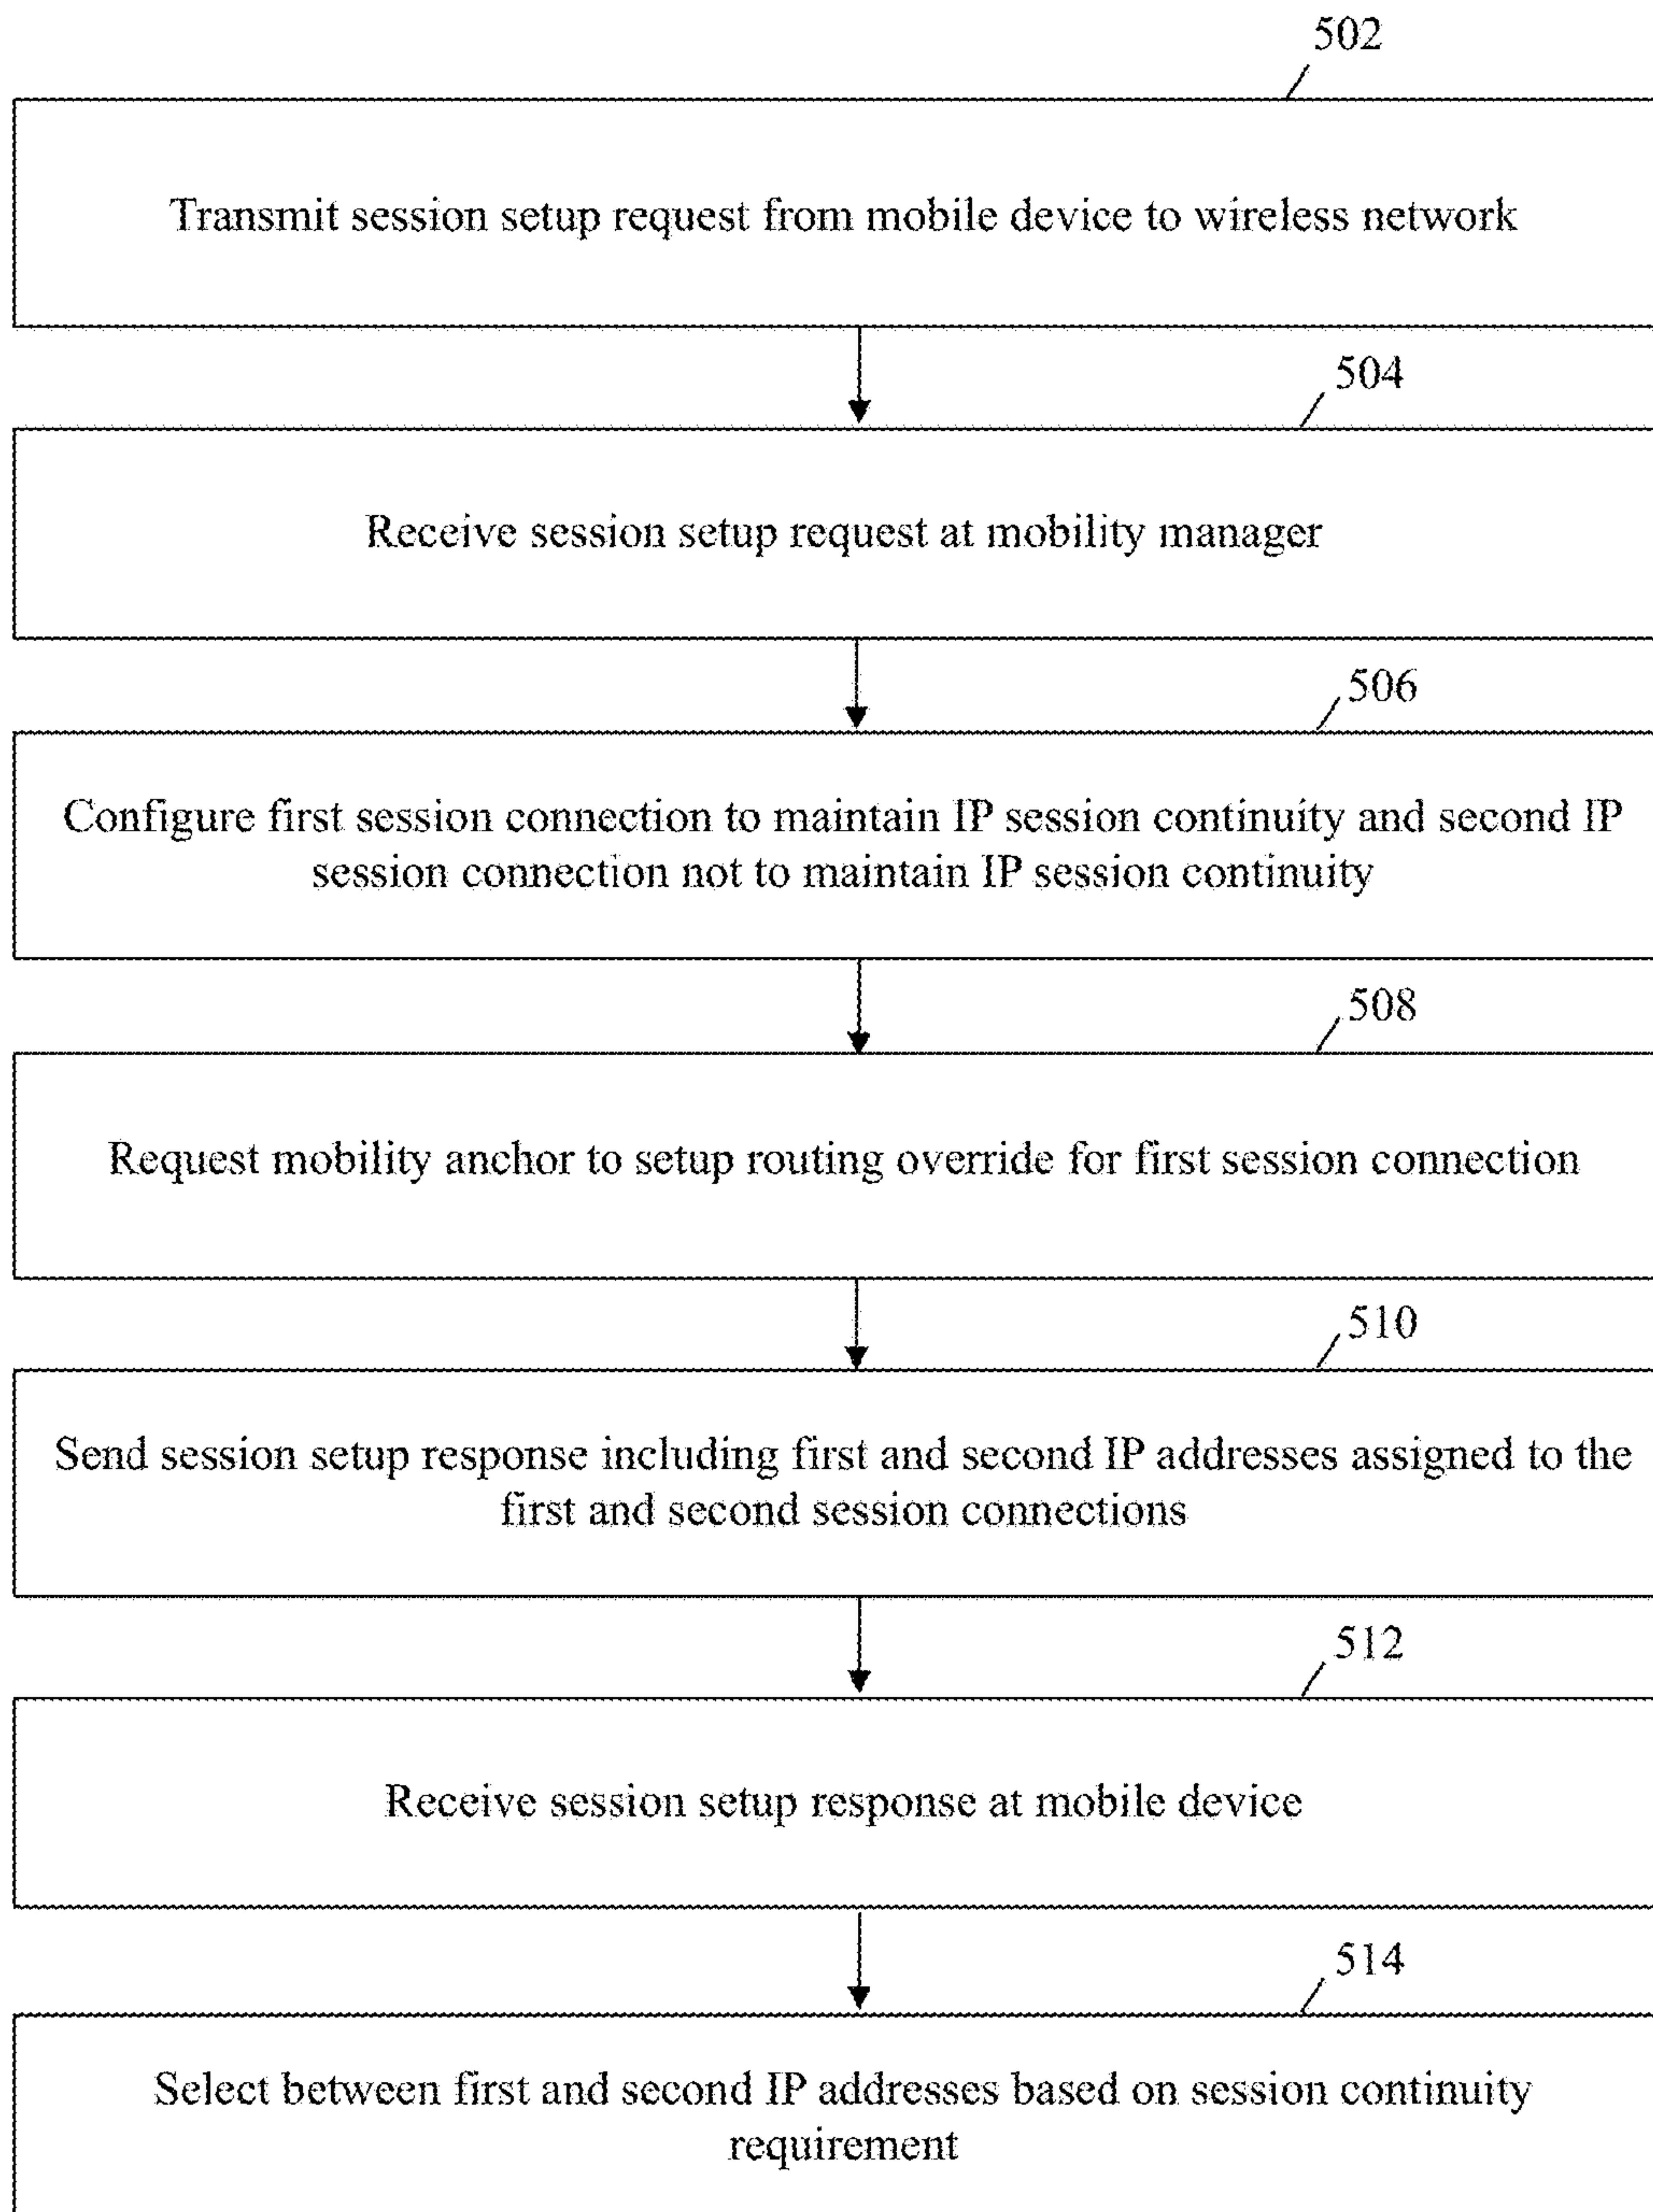 502
Transmit session setup request from mobile device to wireless network
504
Receive session setup request at mobility manager
506
Configure first session connection to maintain IP session continuity and second IP
session connection not to maintain IP session continuity
508
Request mobility anchor to setup routing override for first session connection
510
Send session setup response including first and second IP addresses assigned to the
first and second session connections
512
Receive session setup response at mobile device
514
Select between first and second IP addresses based on session continuity
requirement